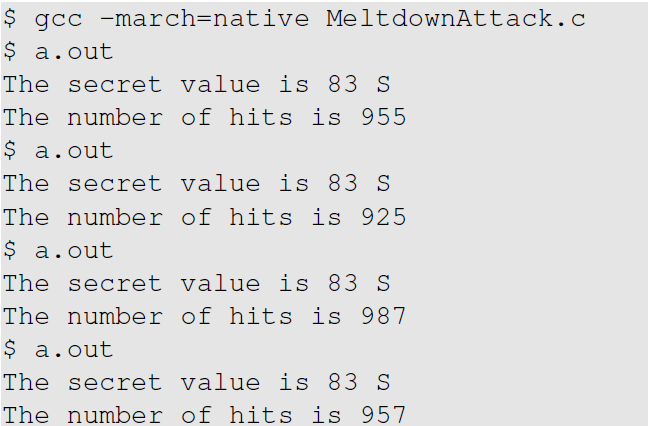 $ gcc -march=native MeltdownAttack.c
$ a.out
The secret value is 83 S
The number of hits is 955
$ a.out
The secret value is 83 S
The number of hits is 925
$ a.out
The secret value is 83 S
The number of hits is 987
$ a.out
The secret value is 83 S
The number of hits is 957